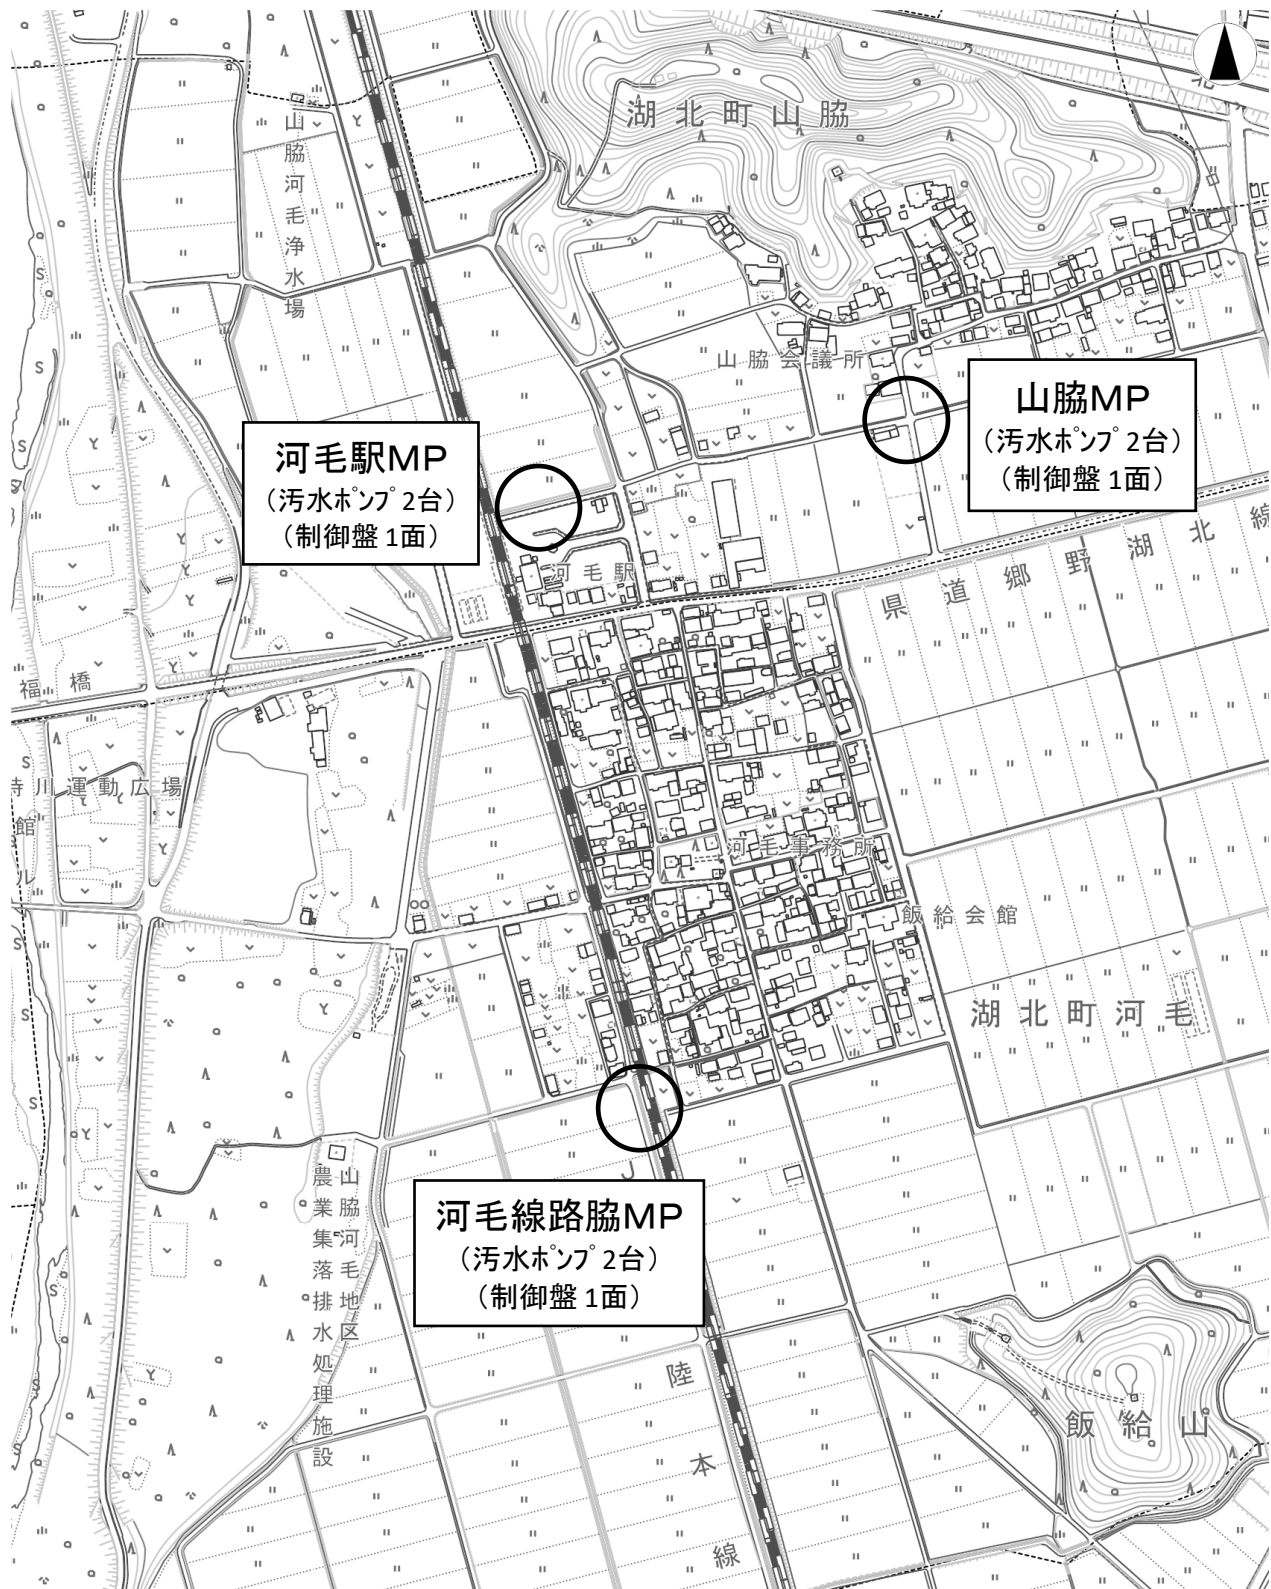 湖北町山脇
山脇河毛浄水場
山脇会議所
山脇MP
（汚水ﾎﾟﾝﾌﾟ 2台）
（制御盤 1面）
河毛駅MP
（汚水ﾎﾟﾝﾌﾟ 2台）
（制御盤 1面）
河毛駅
県道郷野湖北線
福橋
時川運動広場
館
河毛事務所
飯給会館
湖北町河毛
山脇河毛地区
農業集落排水処理施設
河毛線路脇MP
（汚水ﾎﾟﾝﾌﾟ 2台）
（制御盤 1面）
J
陸本線
飯給山